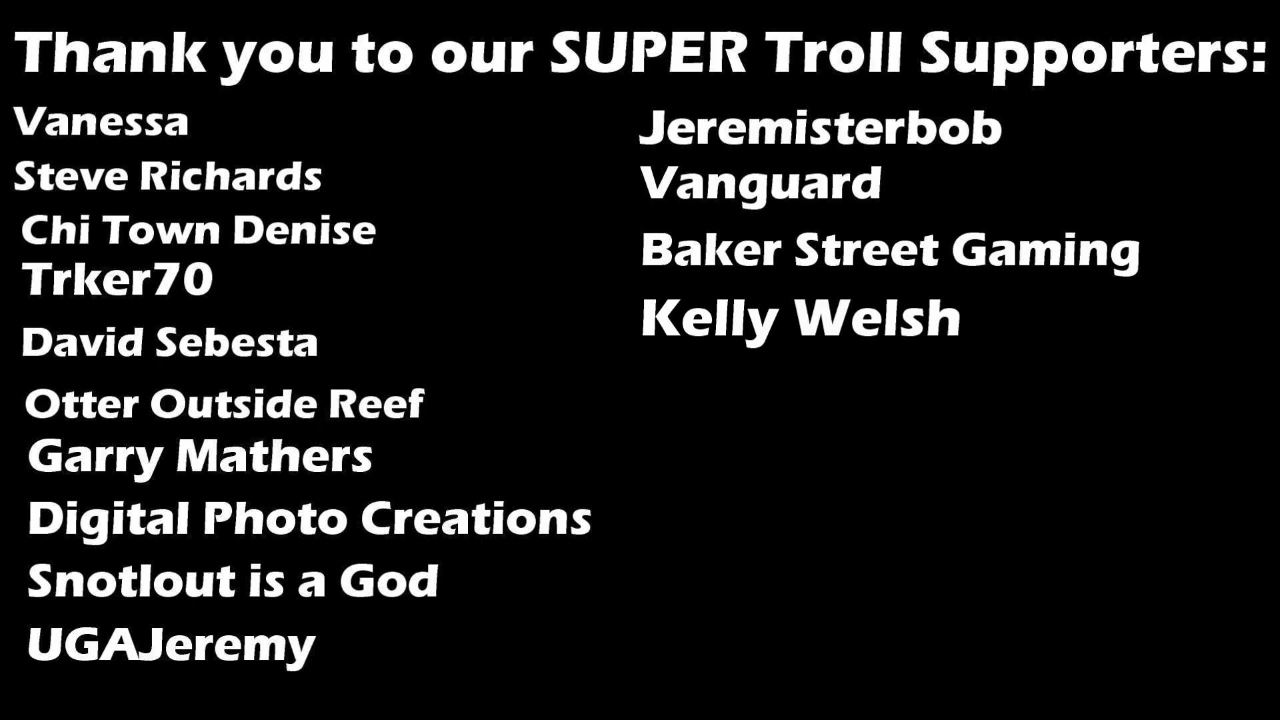 Thank you to our SUPER Troll Supporters:
Vanessa
Steve Richards
Chi Town Denise
Trker70
David Sebesta
Otter Outside Reef
Garry Mathers
Digital Photo Creations
Snotlout is a God
UGAJeremy
Jeremisterbob
Vanguard
Baker Street Gaming
Kelly Welsh